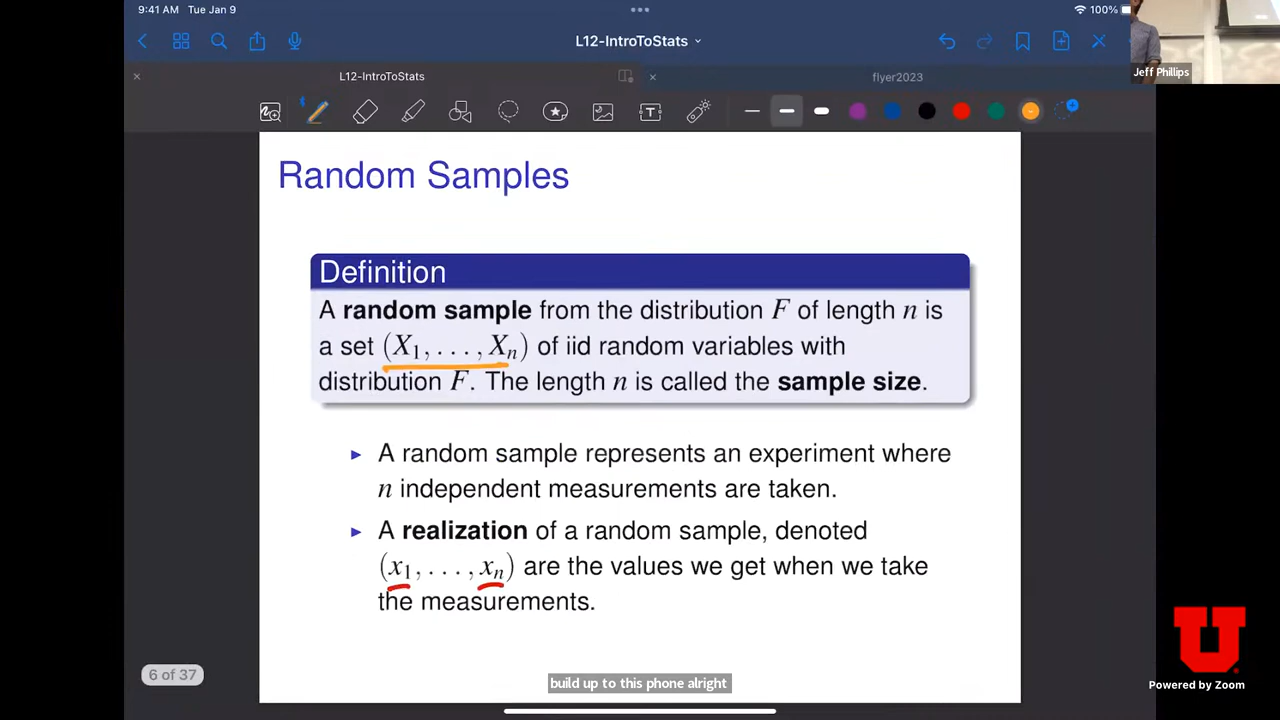 9:41 AM Tue Jan 9
100%
L12-IntroToStats
Jeff Phillips
L12-IntroToStats
flyer2023
T
Random Samples
Definition
A random sample from the distribution F of length n is
a set (X₁, . . . , Xₙ) of iid random variables with
distribution F. The length n is called the sample size.
▶ A random sample represents an experiment where
n independent measurements are taken.
▶ A realization of a random sample, denoted
(x₁, . . . , xₙ) are the values we get when we take
the measurements.
6 of 37
build up to this phone alright
U
Powered by Zoom